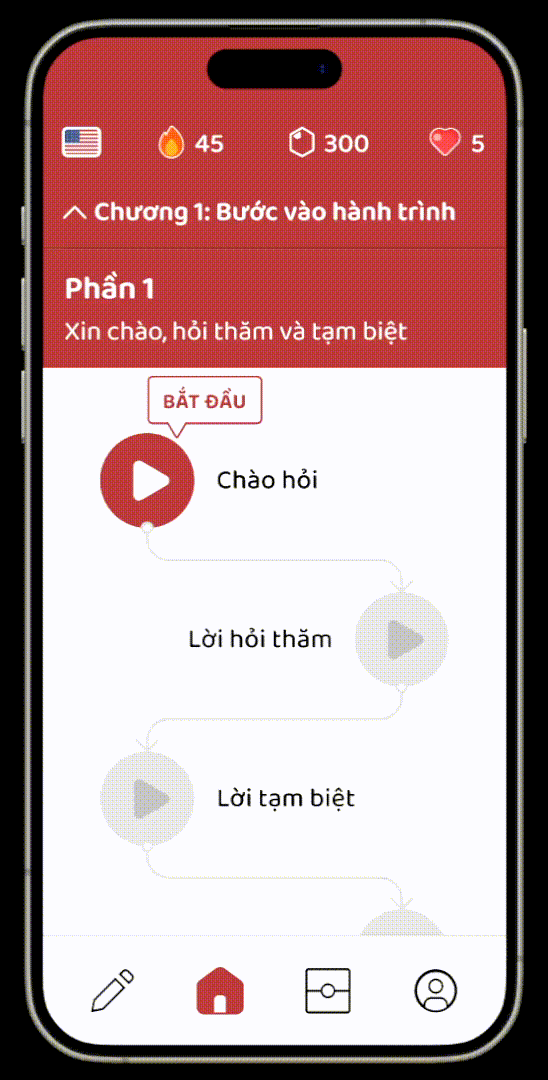 45 300 5
Chương 1: Bước vào hành trình
Phần 1
Xin chào, hỏi thăm và tạm biệt
BẮT ĐẦU
Chào hỏi
Lời hỏi thăm
Lời tạm biệt